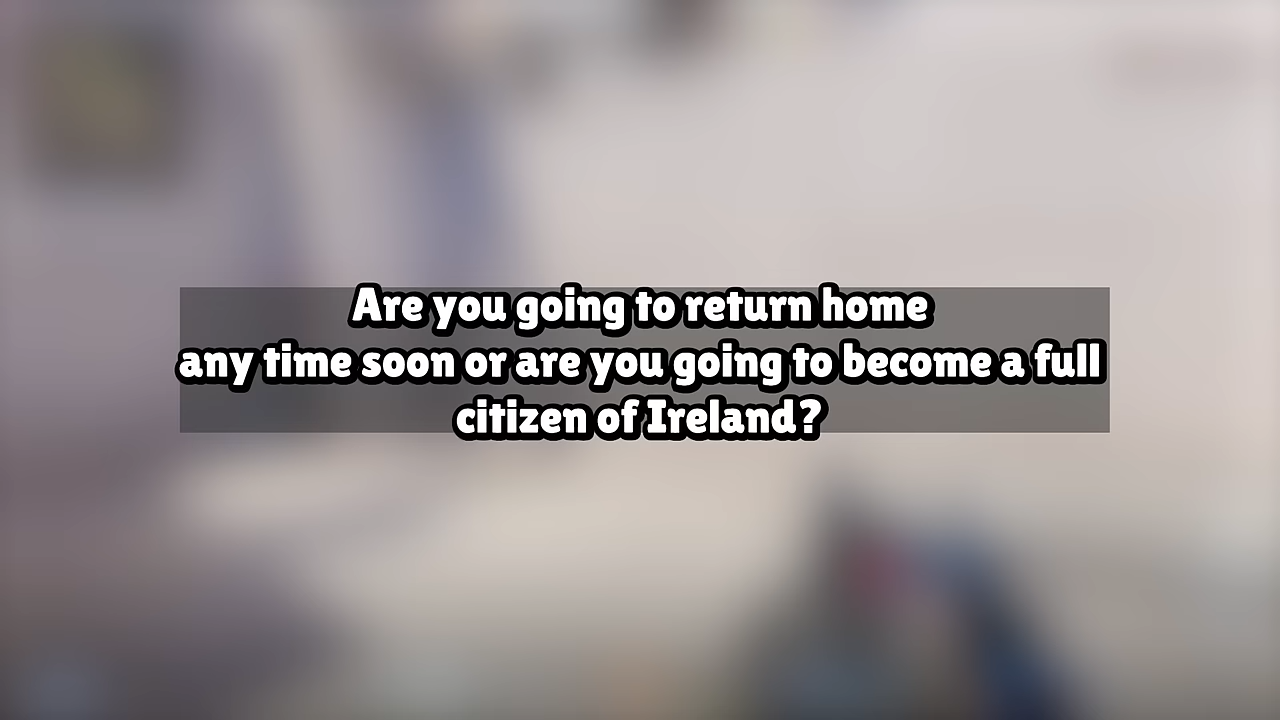 Are you going to return home
any time soon or are you going to become a full
citizen of Ireland?